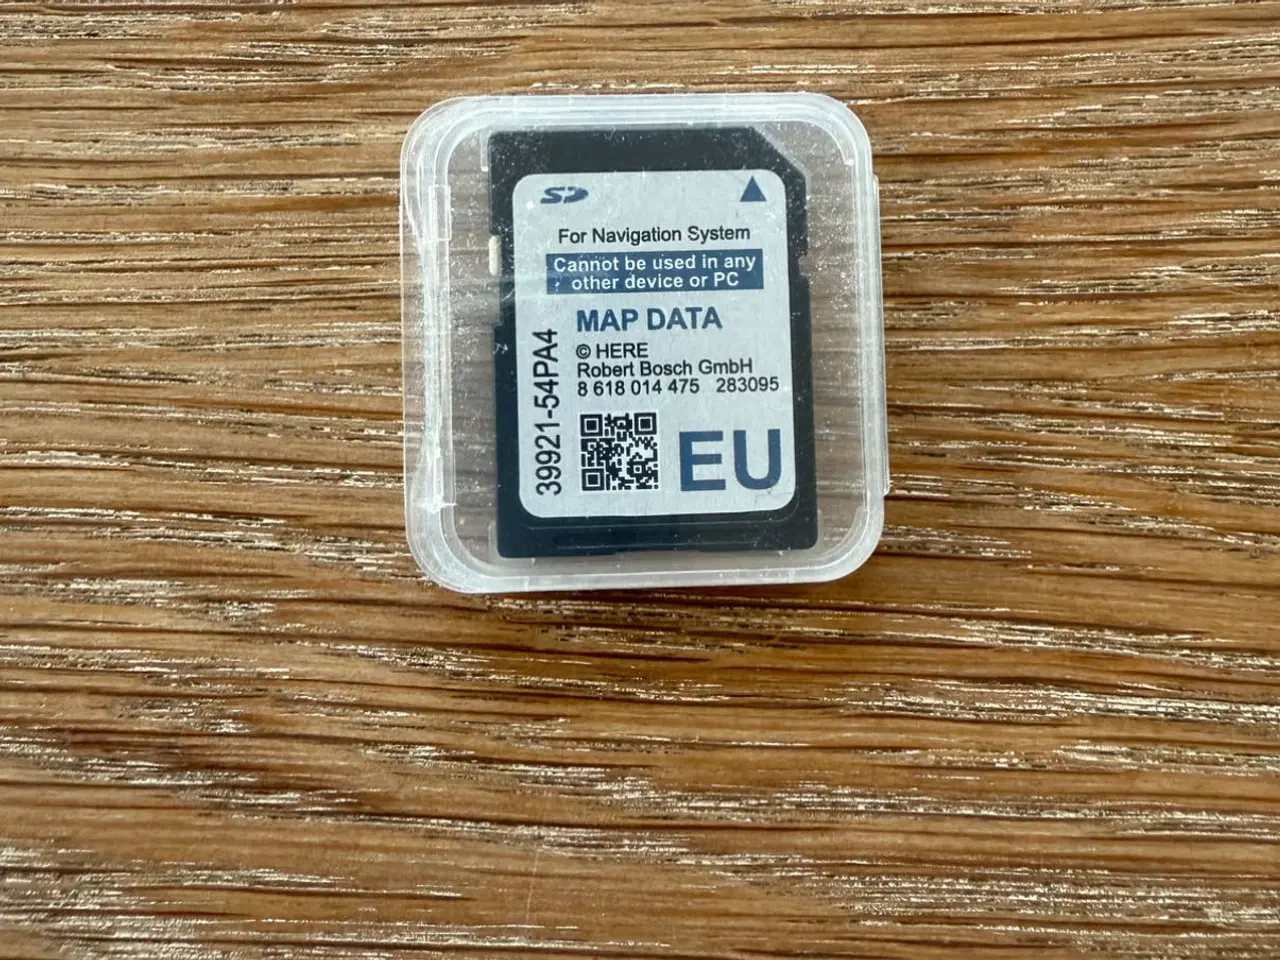 SD
For Navigation System
Cannot be used in any
other device or PC
MAP DATA
© HERE
Robert Bosch GmbH
8 618 014 475 283095
39921-54PA4
EU